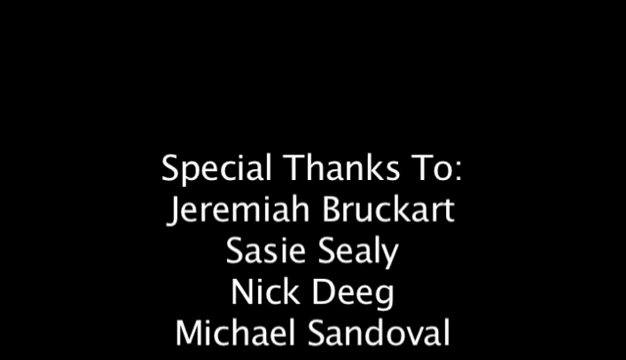 Special Thanks To:
Jeremiah Bruckart
Sasie Sealy
Nick Deeg
Michael Sandoval